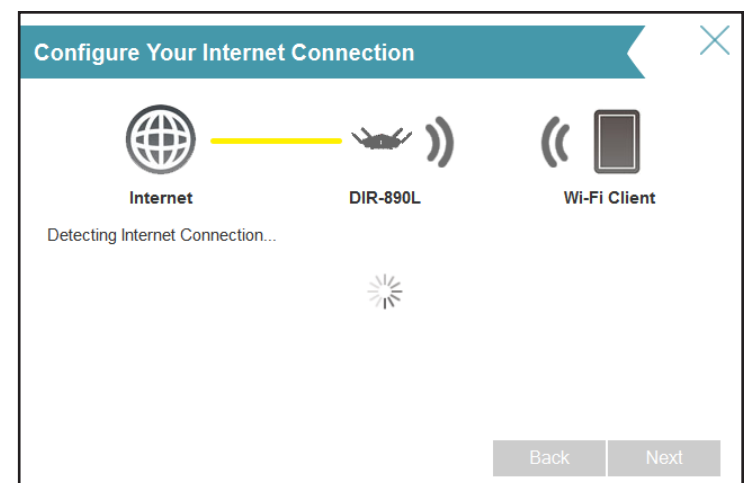 Configure Your Internet Connection
Internet DIR-890L Wi-Fi Client
Detecting Internet Connection...
Back Next